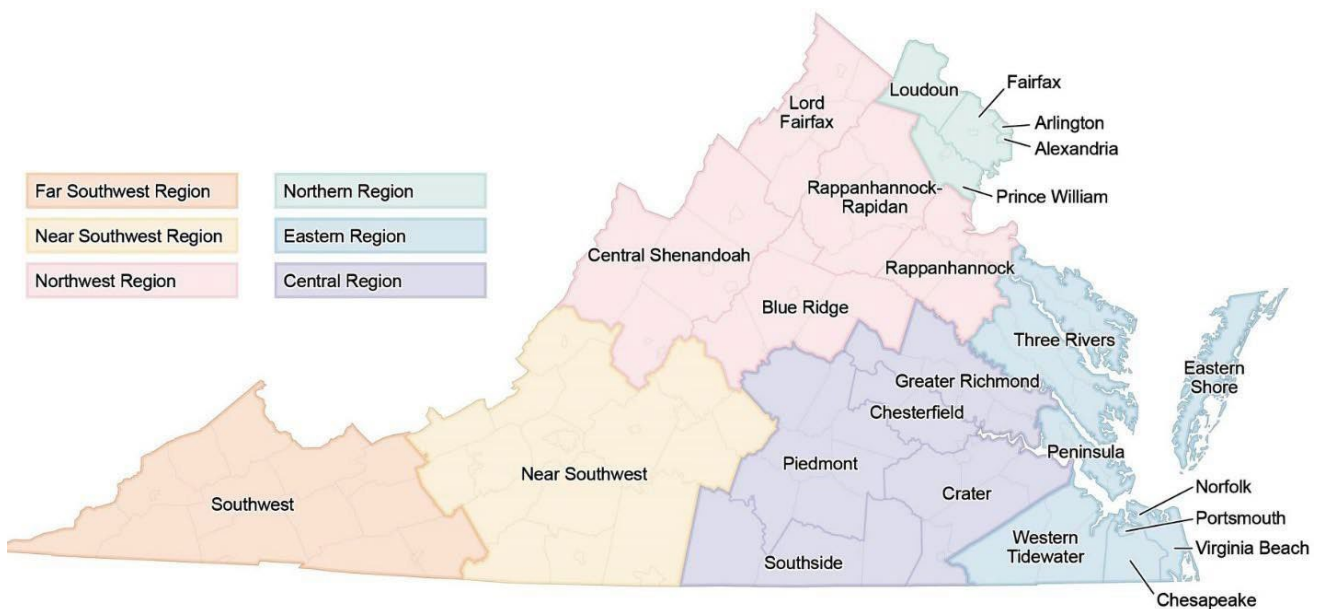 Far Southwest Region
Near Southwest Region
Northwest Region
Northern Region
Eastern Region
Central Region
Loudoun
Fairfax
Arlington
Alexandria
Prince William
Lord
Fairfax
Rappanhannock-
Rapidan
Central Shenandoah
Rappanhannock
Blue Ridge
Three Rivers
Eastern
Shore
Greater Richmond
Chesterfield
Peninsula
Piedmont
Near Southwest
Crater
Southwest
Norfolk
Portsmouth
Western
Tidewater
Virginia Beach
Southside
Chesapeake